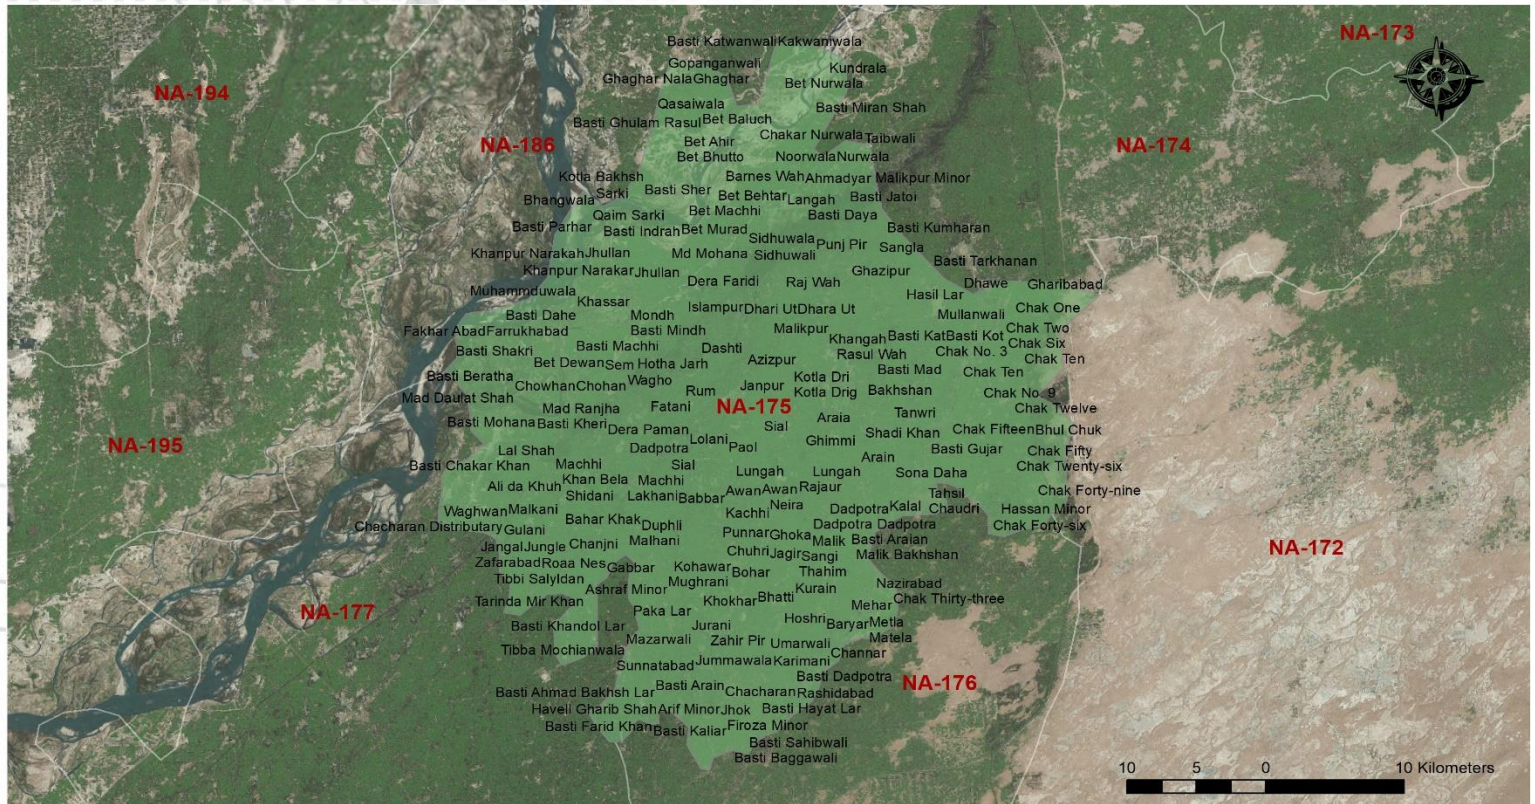 NA-173
Basti Katwanwali Kakwaniwala
Gopanganwali
Kundrala
Ghaghar Nala Ghaghar
Bet Nurwala
NA-194
Qasaiwala
Basti Miran Shah
Basti Ghulam Rasul Bet Baluch
Chakar Nurwala Taibwali
NA-186
Bet Ahir
NA-174
Bet Bhutto
Noorwala Nurwala
Kotla Bakhsh
Barnes Wah Ahmadyar Malikpur Minor
Sarki
Basti Sher
Bet Behtar Langah
Basti Jatoi
Bhangwala
Qaim Sarki
Bet Machhi
Basti Daya
Basti Parhar
Basti Indrah Bet Murad
Basti Kumharan
Sidhuwala Punj Pir Sangla
Khanpur Narakah Jhullan
Md Mohana Sidhuwali
Basti Tarkhanan
Khanpur Narakar Jhullan
Ghazipur
Dera Faridi
Raj Wah
Dhawe
Gharibabad
Muhammduwala
Khassar
Hasil Lar
Islampur Dhari Ut Dhara Ut
Chak One
Basti Dahe
Mondh
Mullanwali
Fakhar Abad Farrukhabad
Basti Mindh
Malikpur
Chak Two
Khangah Basti Kat Basti Kot
Chak Six
Basti Shakri
Basti Machhi
Dashti
Rasul Wah
Chak No. 3
Bet Dewan Sem Hotha Jarh
Azizpur
Chak Ten
Basti Beratha
Basti Mad
Chak Ten
Chowhan Chohan Wagho
Janpur
Kotla Dri
Rum
Kotla Drig
Bakhshan
Chak No. 9
Mad Daulat Shah
Mad Ranjha
Fatani
NA-175
Chak Twelve
Basti Mohana Basti Kheri
Araia
Tanwri
Dera Paman
Sial
Shadi Khan
Chak Fifteen Bhul Chuk
Lolani
Ghimmi
NA-195
Lal Shah
Dadpotra
Paol
Basti Gujar
Chak Fifty
Basti Chakar Khan
Machhi
Sial
Arain
Chak Twenty-six
Lungah
Lungah
Sona Daha
Khan Bela
Machhi
Ali da Khuh
Awan Awan Rajaur
Chak Forty-nine
Shidani
Lakhani Babbar
Tahsil
Neira
Waghwan Malkani
Kachhi
Dadpotra Kalal
Chaudri
Hassan Minor
Bahar Khak
Chacharan Distributary Gulani
Duphli
Dadpotra Dadpotra
Chak Forty-six
Punnar Ghoka
Malhani
Malik
Basti Araian
Jangal Jungle Chanjni
Chuhri Jagir Sangi
Malik Bakhshan
NA-172
Zafarabad Roaa Nes Gabbar
Kohawar
Bohar
Thahim
Tibbi Salyldan
Mughrani
Nazirabad
Ashraf Minor
Kurain
Khokhar Bhatti
Chak Thirty-three
Tarinda Mir Khan
Mehar
NA-177
Paka Lar
Hoshri
Basti Khandol Lar
Jurani
Baryar Metla
Mazarwali
Zahir Pir
Umarwali
Matela
Tibba Mochianwala
Channar
Sunnatabad
Jummawala Karimani
Basti Dadpotra
NA-176
Basti Arain
Basti Ahmad Bakhsh Lar
Chacharan Rashidabad
Haveli Gharib Shah Arif Minor Jhok
Basti Hayat Lar
Basti Farid Khan Basti Kaliar
Firoza Minor
Basti Sahibwali
Basti Baggawali
10 5 0 10 Kilometers